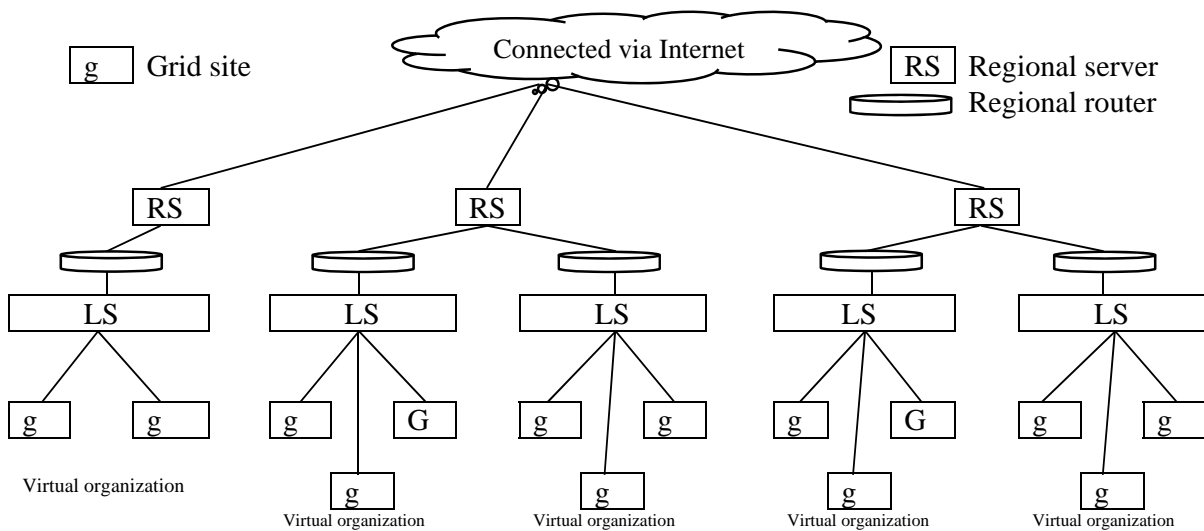 Connected via Internet
g Grid site
RS Regional server
Regional router
RS RS RS
LS LS LS LS LS
g g g G g g g G g g
g g g g
Virtual organization
Virtual organization Virtual organization Virtual organization Virtual organization